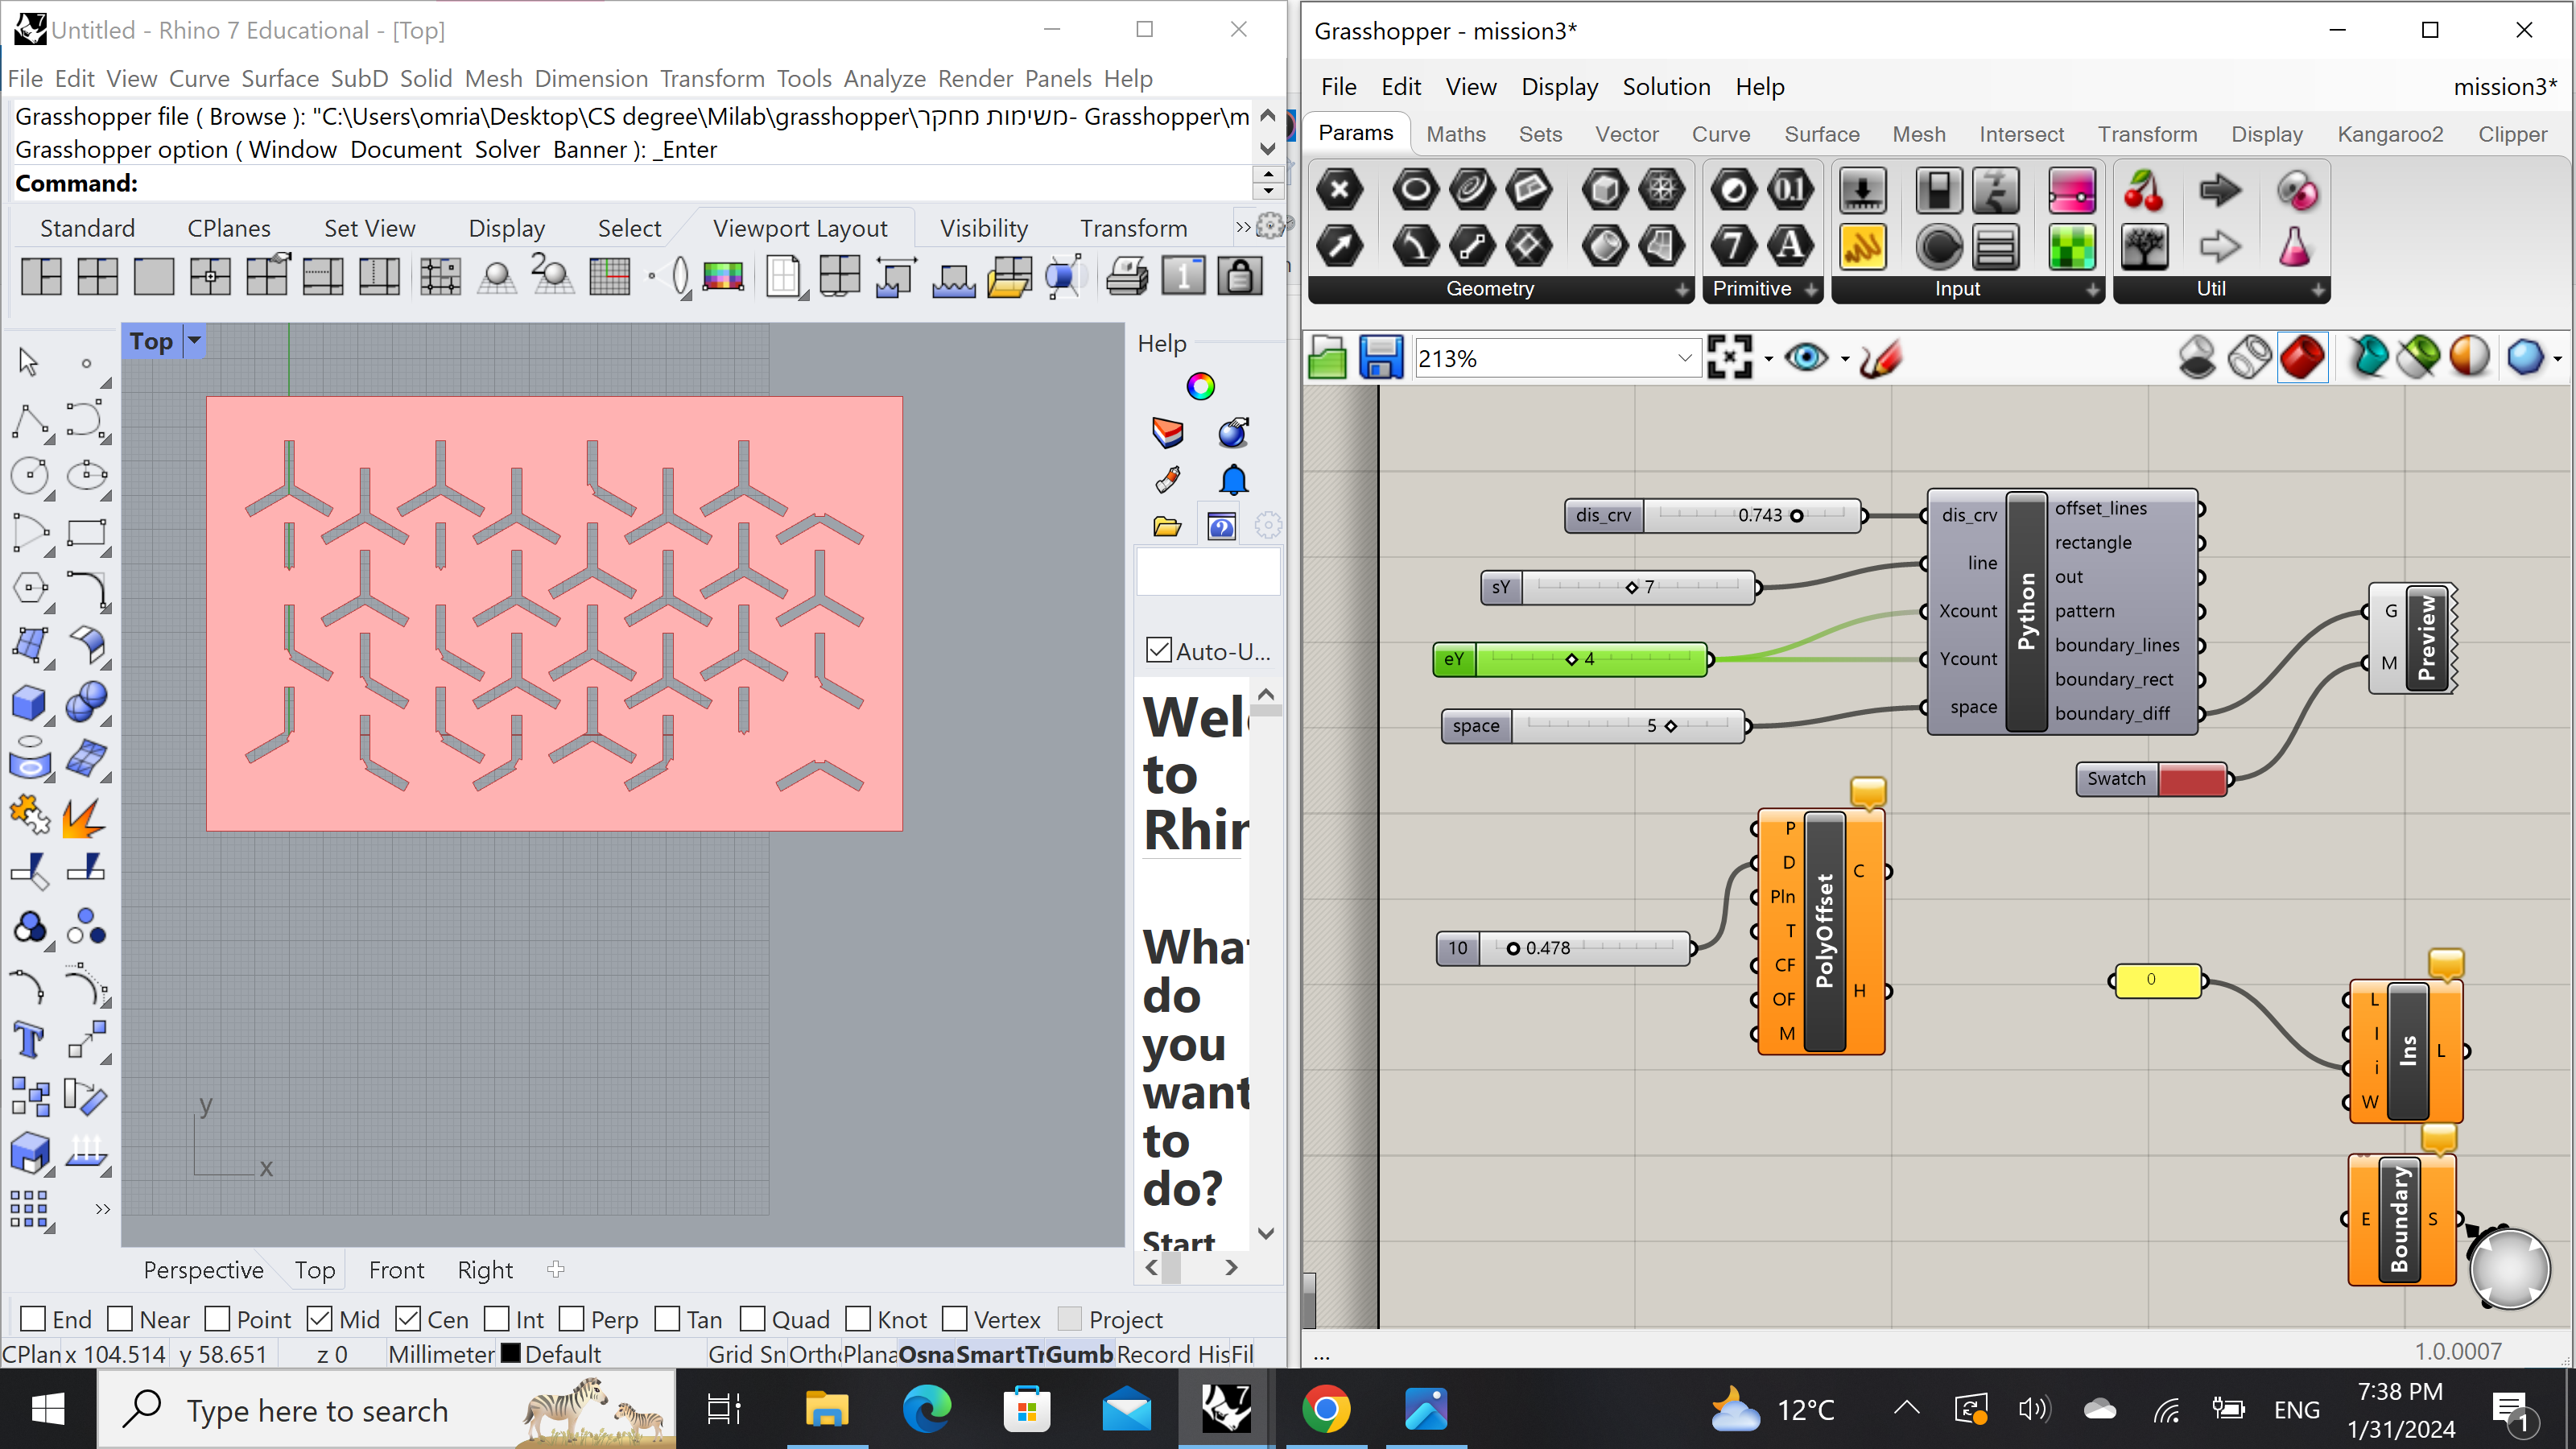 Untitled - Rhino 7 Educational - [Top]
File Edit View Curve Surface SubD Solid Mesh Dimension Transform Tools Analyze Render Panels Help
Grasshopper file ( Browse ): "C:\Users\omria\Desktop\CS degree\Milab\grasshopper\משימות מחקר- Grasshopper\m
Grasshopper option ( Window Document Solver Banner ): _Enter
Command:
Standard CPlanes Set View Display Select Viewport Layout Visibility Transform
Top
Help
Auto-U...
Wel
to
Rhir
What
do
you
want
to
do?
Start
y
x
Perspective Top Front Right
End Near Point Mid Cen Int Perp Tan Quad Knot Vertex Project
CPlan x 104.514 y 58.651 z 0 Millimeter Default Grid Sn Ortho Plana Osna SmartTr Gumb Record His Fil
Grasshopper - mission3*
File Edit View Display Solution Help mission3*
Params Maths Sets Vector Curve Surface Mesh Intersect Transform Display Kangaroo2 Clipper
Geometry Primitive Input Util
213%
dis_crv 0.743
sY 7
eY 4
space 5
dis_crv
line
Xcount
Ycount
space
Python
offset_lines
rectangle
out
pattern
boundary_lines
boundary_rect
boundary_diff
G
M
Preview
Swatch
10 0.478
P
D
Pln
T
CF
OF
M
PolyOffset
C
H
0
L
I
i
W
Ins
L
E
Boundary
S
...
1.0.0007
Type here to search
12°C
ENG
7:38 PM
1/31/2024
1